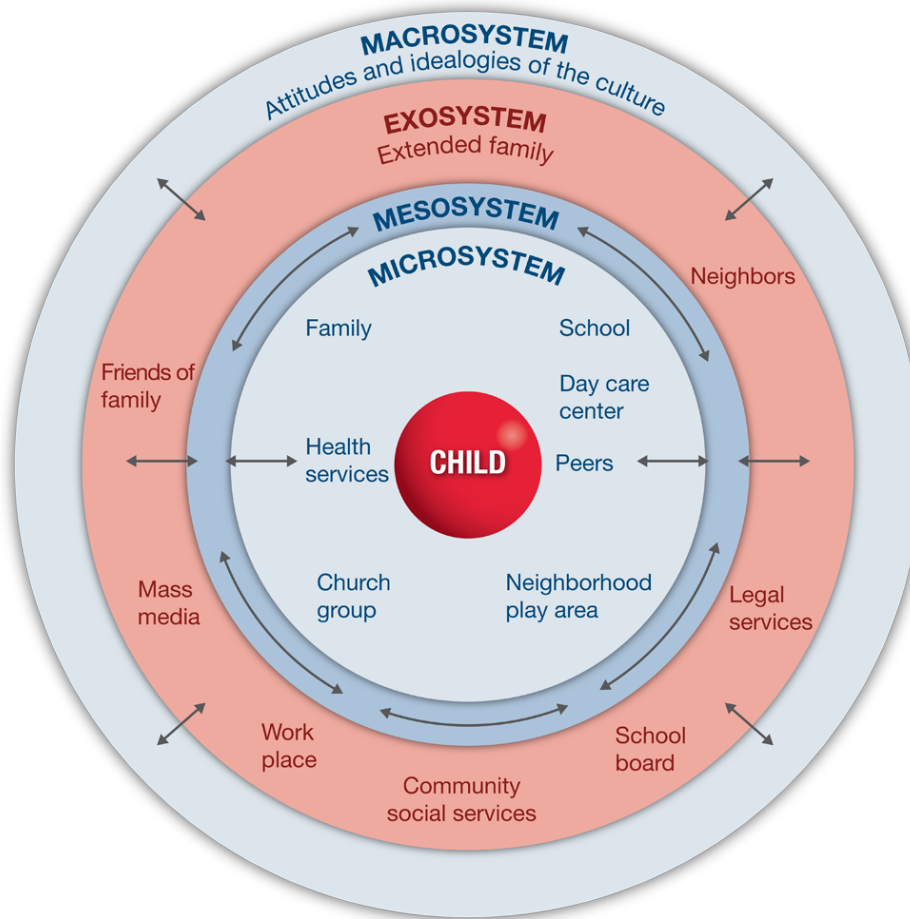 MACROSYSTEM
Attitudes and idealogies of the culture
EXOSYSTEM
Extended family
MESOSYSTEM
MICROSYSTEM
Neighbors
Family
School
Friends of
family
Day care
center
Health
services
CHILD
Peers
Church
group
Neighborhood
play area
Mass
media
Legal
services
Work
place
School
board
Community
social services